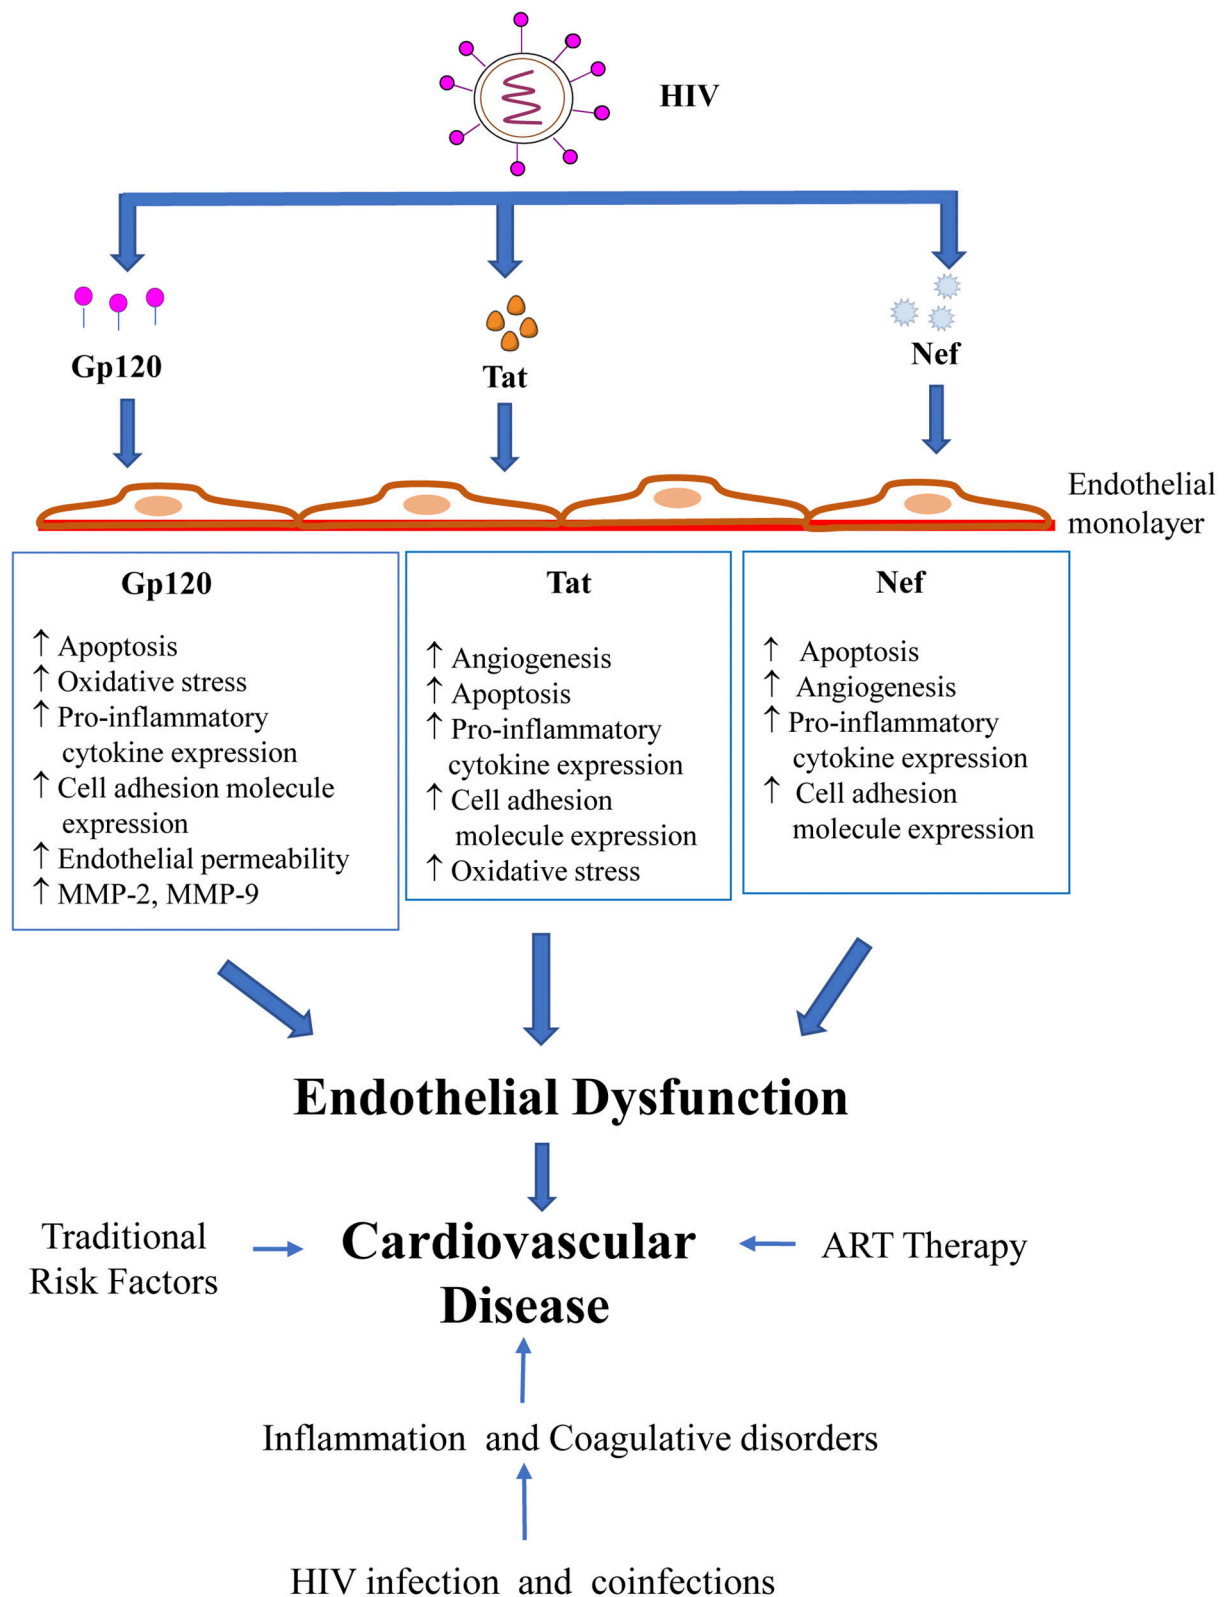 HIV
Gp120
Tat
Nef
Endothelial
monolayer
Gp120
↑ Apoptosis
↑ Oxidative stress
↑ Pro-inflammatory
cytokine expression
↑ Cell adhesion molecule
expression
↑ Endothelial permeability
↑ MMP-2, MMP-9
Tat
↑ Angiogenesis
↑ Apoptosis
↑ Pro-inflammatory
cytokine expression
↑ Cell adhesion
molecule expression
↑ Oxidative stress
Nef
↑ Apoptosis
↑ Angiogenesis
↑ Pro-inflammatory
cytokine expression
↑ Cell adhesion
molecule expression
Endothelial Dysfunction
Traditional
Risk Factors
Cardiovascular
Disease
ART Therapy
Inflammation and Coagulative disorders
HIV infection and coinfections